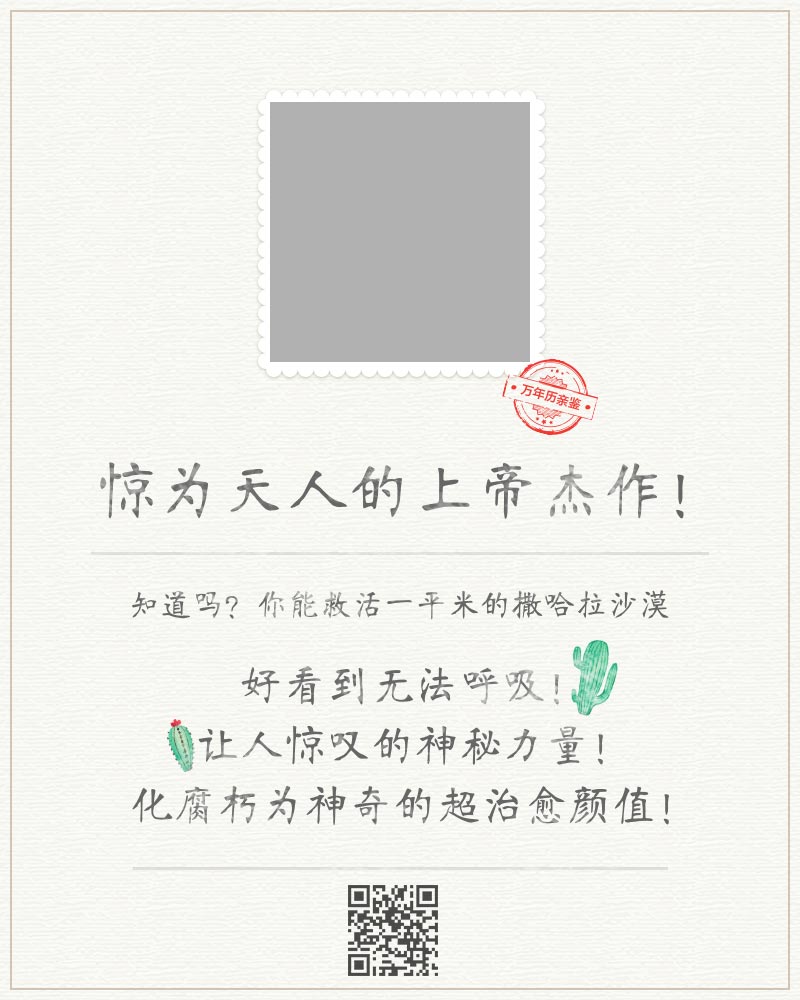 万年历亲鉴
惊为天人的上帝杰作!
知道吗?你能救活一平米的撒哈拉沙漠
好看到无法呼吸!
让人惊叹的神秘力量!
化腐朽为神奇的超治愈颜值!